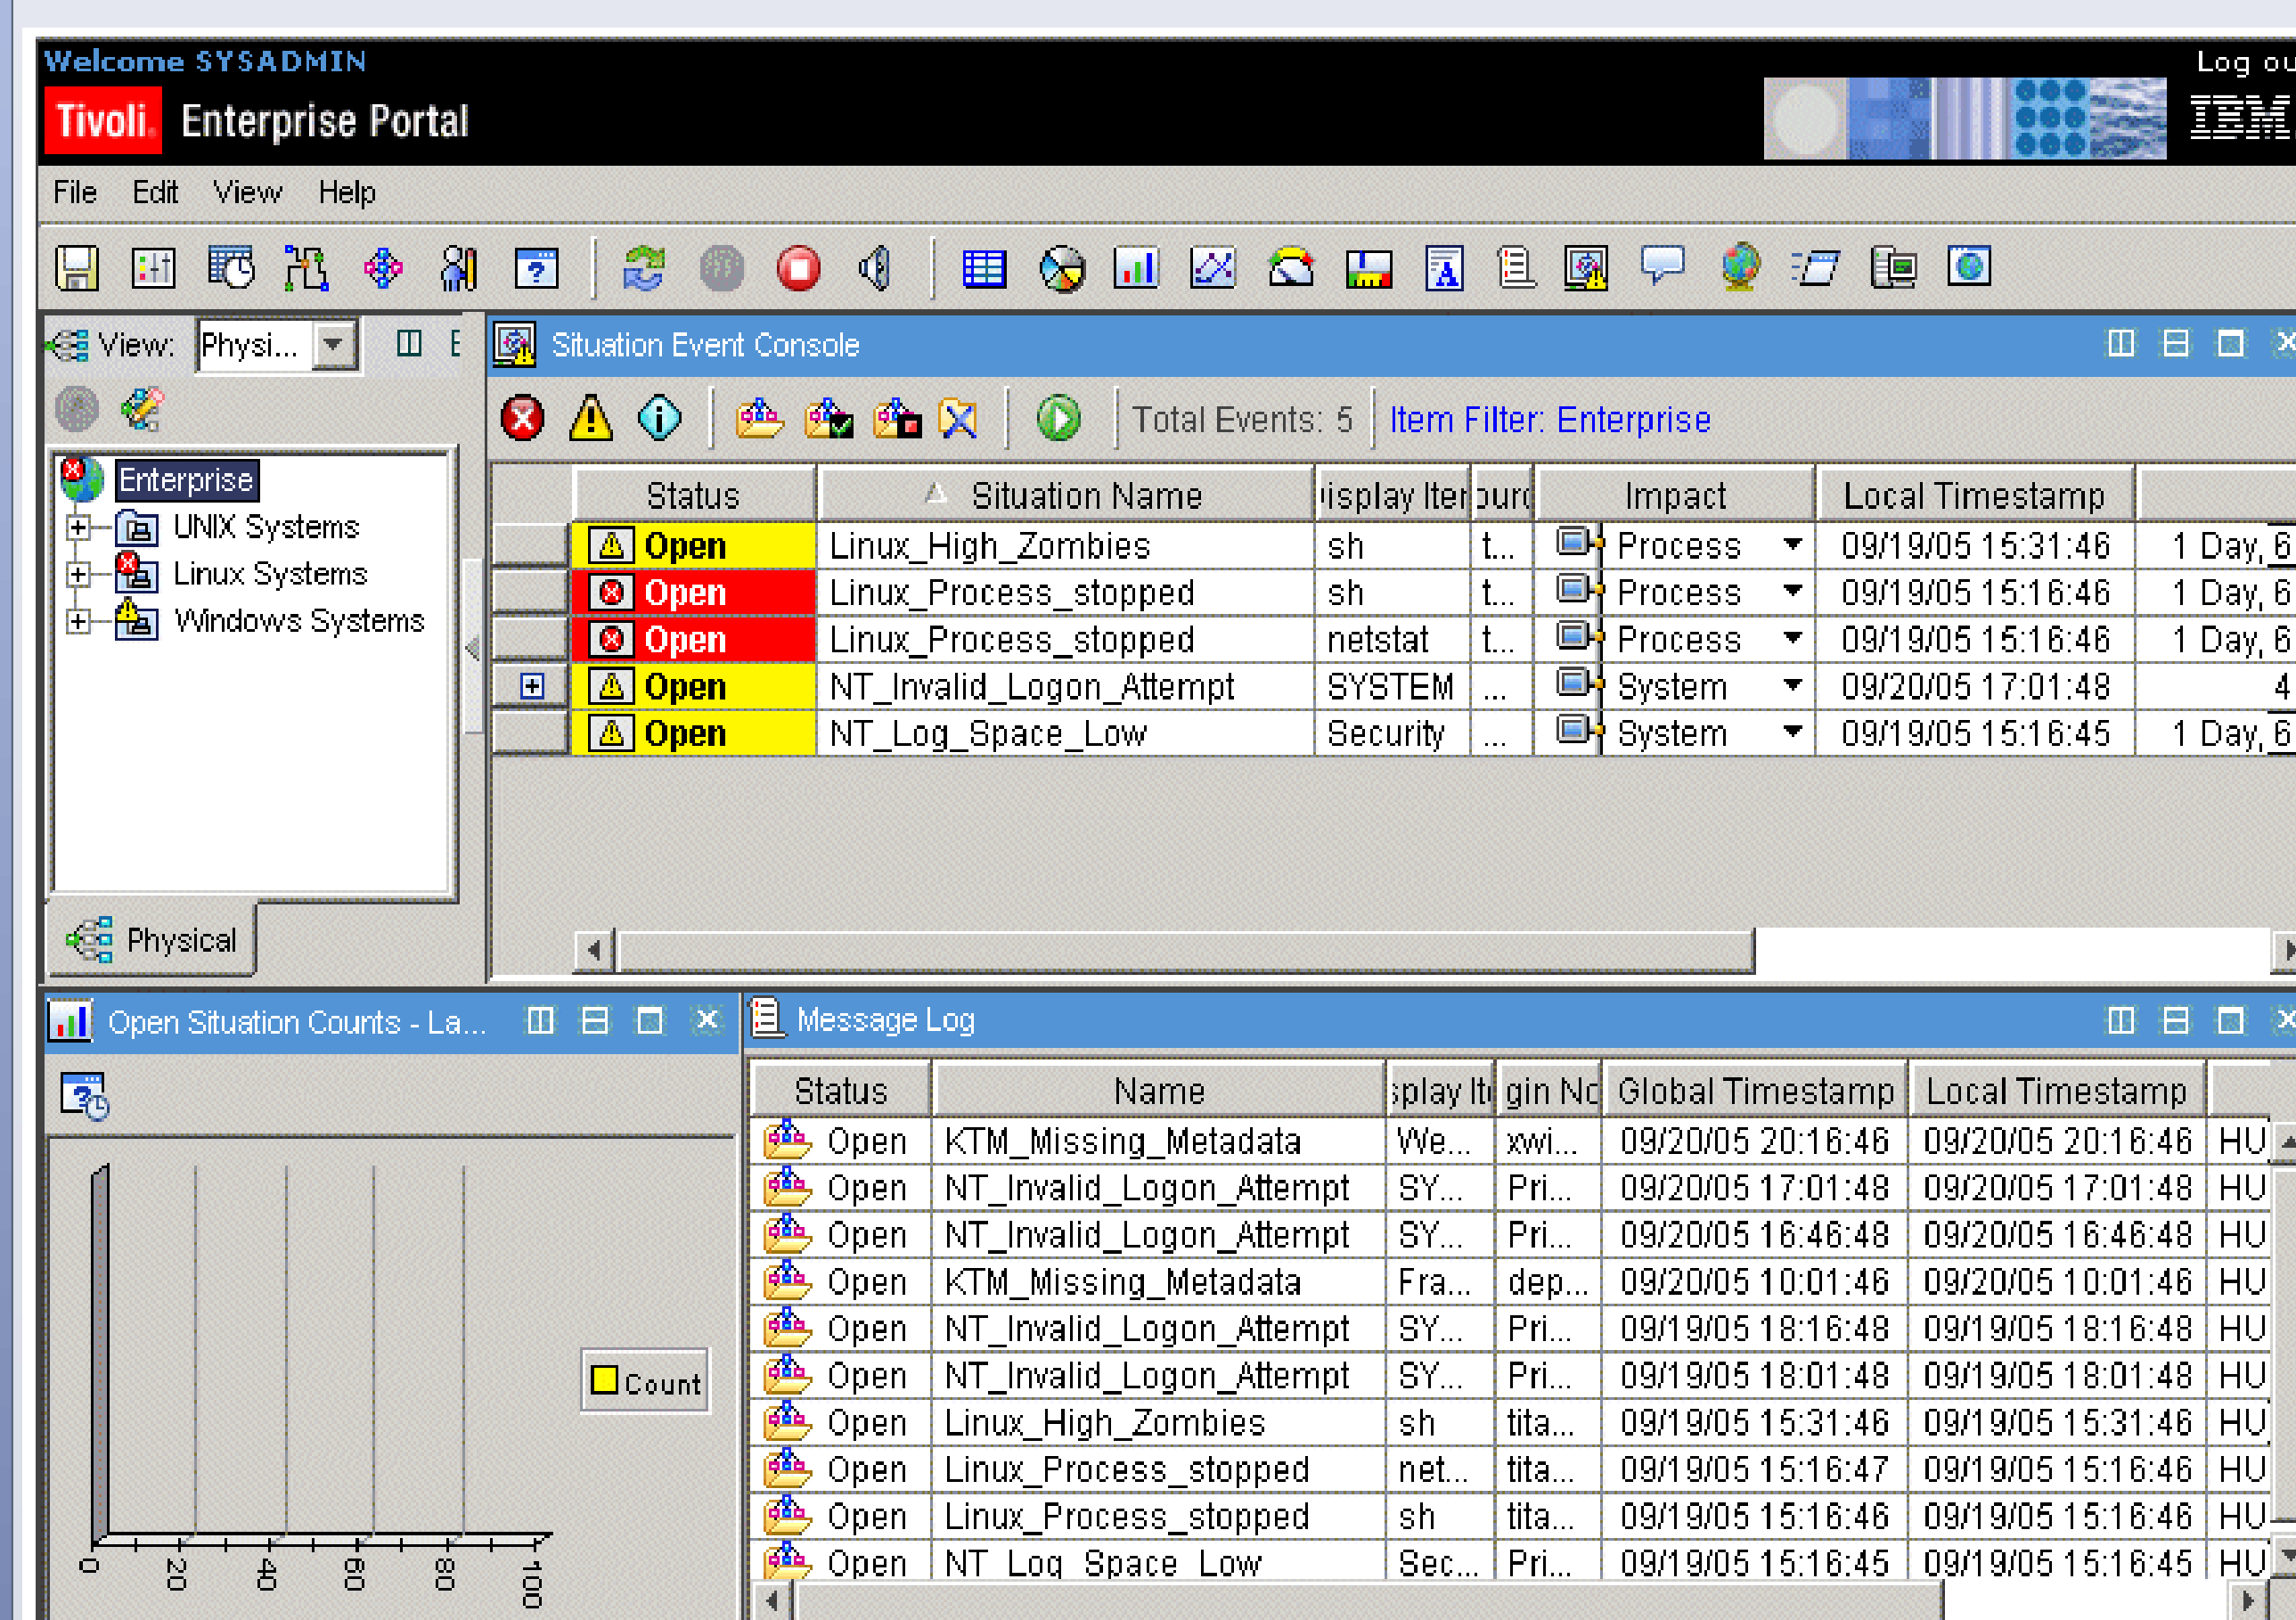 Welcome SYSADMIN
Log ou
Tivoli. Enterprise Portal
IBM
File Edit View Help
View: Physi...
Situation Event Console
Total Events: 5 Item Filter: Enterprise
Enterprise
UNIX Systems
Linux Systems
Windows Systems
Physical
Status Situation Name isplay Iter ourc Impact Local Timestamp
Open Linux_High_Zombies sh t... Process 09/19/05 15:31:46 1 Day, 6
Open Linux_Process_stopped sh t... Process 09/19/05 15:16:46 1 Day, 6
Open Linux_Process_stopped netstat t... Process 09/19/05 15:16:46 1 Day, 6
Open NT_Invalid_Logon_Attempt SYSTEM ... System 09/20/05 17:01:48 4
Open NT_Log_Space_Low Security ... System 09/19/05 15:16:45 1 Day, 6
Open Situation Counts - La...
Count
0 20 40 60 80 100
Message Log
Status Name splay Ite gin No Global Timestamp Local Timestamp
Open KTM_Missing_Metadata We... xwi... 09/20/05 20:16:46 09/20/05 20:16:46 HU
Open NT_Invalid_Logon_Attempt SY... Pri... 09/20/05 17:01:48 09/20/05 17:01:48 HU
Open NT_Invalid_Logon_Attempt SY... Pri... 09/20/05 16:46:48 09/20/05 16:46:48 HU
Open KTM_Missing_Metadata Fra... dep... 09/20/05 10:01:46 09/20/05 10:01:46 HU
Open NT_Invalid_Logon_Attempt SY... Pri... 09/19/05 18:16:48 09/19/05 18:16:48 HU
Open NT_Invalid_Logon_Attempt SY... Pri... 09/19/05 18:01:48 09/19/05 18:01:48 HU
Open Linux_High_Zombies sh tita... 09/19/05 15:31:46 09/19/05 15:31:46 HU
Open Linux_Process_stopped net... tita... 09/19/05 15:16:47 09/19/05 15:16:46 HU
Open Linux_Process_stopped sh tita... 09/19/05 15:16:46 09/19/05 15:16:46 HU
Open NT_Log_Space_Low Sec... Pri... 09/19/05 15:16:45 09/19/05 15:16:45 HU